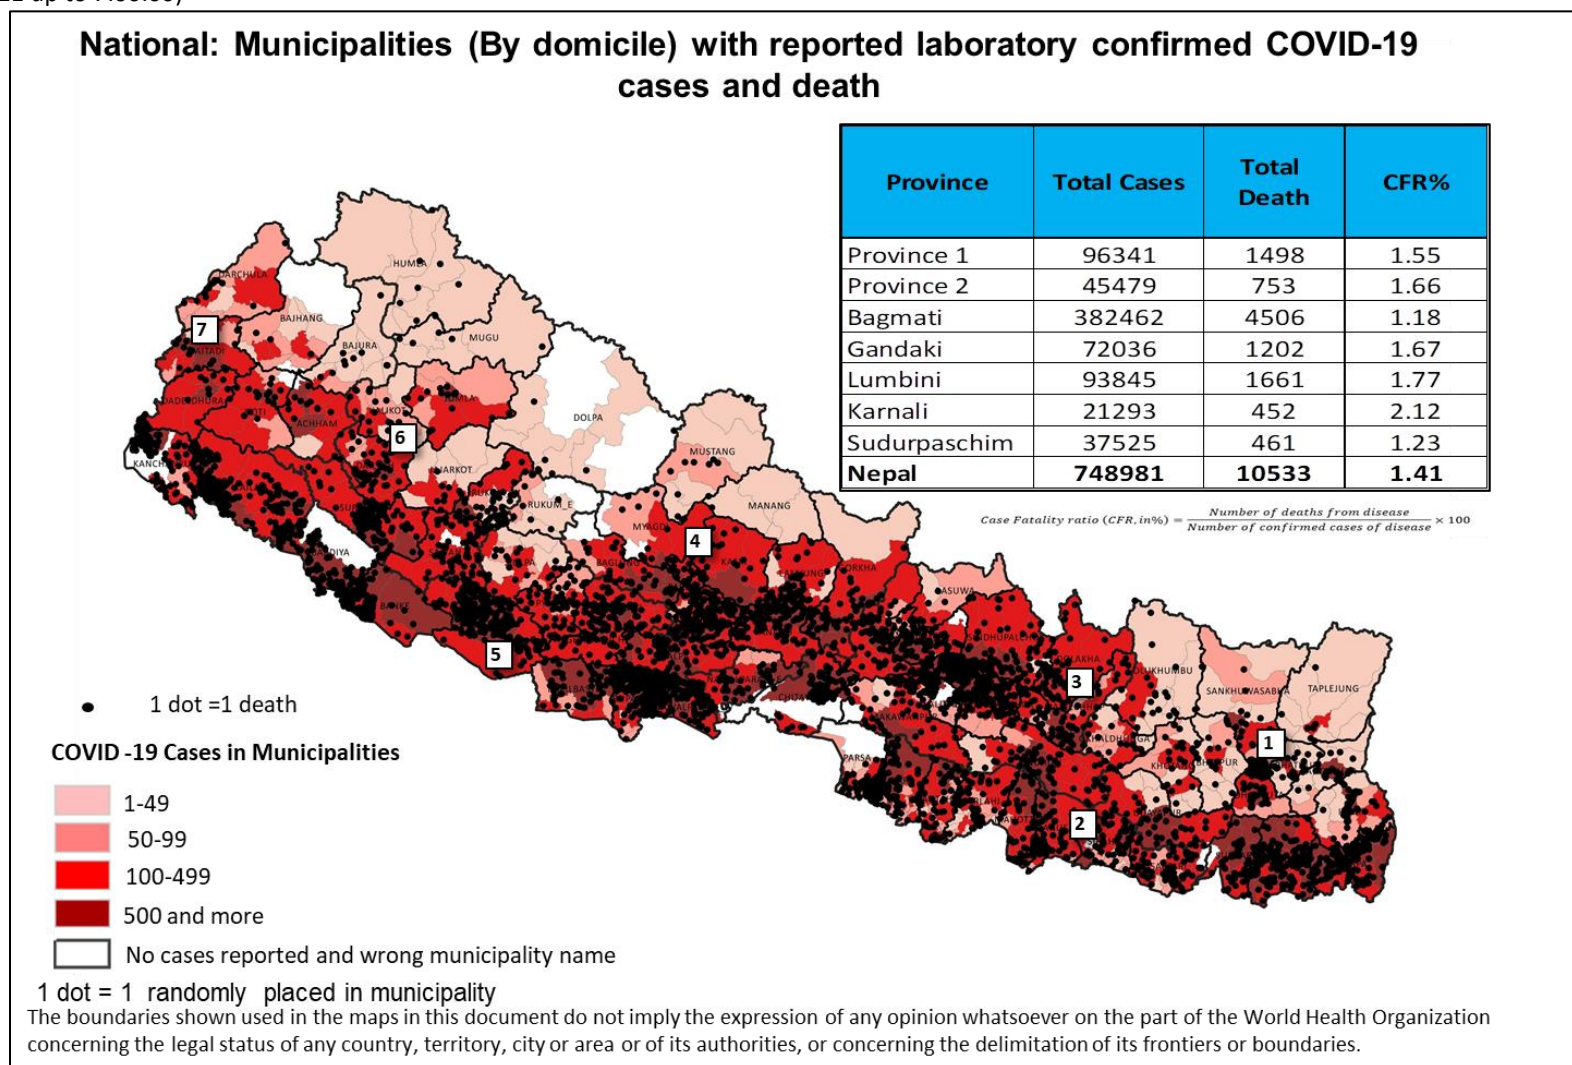 National: Municipalities (By domicile) with reported laboratory confirmed COVID-19
cases and death
Province Total Cases Total Death CFR%
Province 1 96341 1498 1.55
Province 2 45479 753 1.66
Bagmati 382462 4506 1.18
Gandaki 72036 1202 1.67
Lumbini 93845 1661 1.77
Karnali 21293 452 2.12
Sudurpaschim 37525 461 1.23
Nepal 748981 10533 1.41
Case Fatality ratio (CFR, in%) = Number of deaths from disease / Number of confirmed cases of disease × 100
HUMLA
DARCHULA
BAJHANG
7
MUGU
BAJURA
DOLPA
ACHHAM
6
MUSTANG
RUKUM_E
MANANG
4
5
3
SANKHUWASABHA
TAPLEJUNG
1
PARSA
2
1 dot =1 death
COVID -19 Cases in Municipalities
1-49
50-99
100-499
500 and more
No cases reported and wrong municipality name
1 dot = 1 randomly placed in municipality
The boundaries shown used in the maps in this document do not imply the expression of any opinion whatsoever on the part of the World Health Organization
concerning the legal status of any country, territory, city or area or of its authorities, or concerning the delimitation of its frontiers or boundaries.